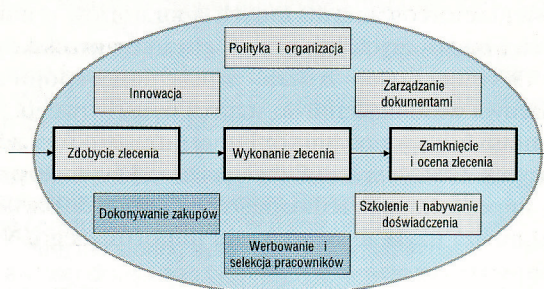 Polityka i organizacja
Innowacja
Zarządzanie
dokumentami
Zdobycie zlecenia
Wykonanie zlecenia
Zamknięcie
i ocena zlecenia
Dokonywanie zakupów
Szkolenie i nabywanie
doświadczenia
Werbowanie i
selekcja pracowników